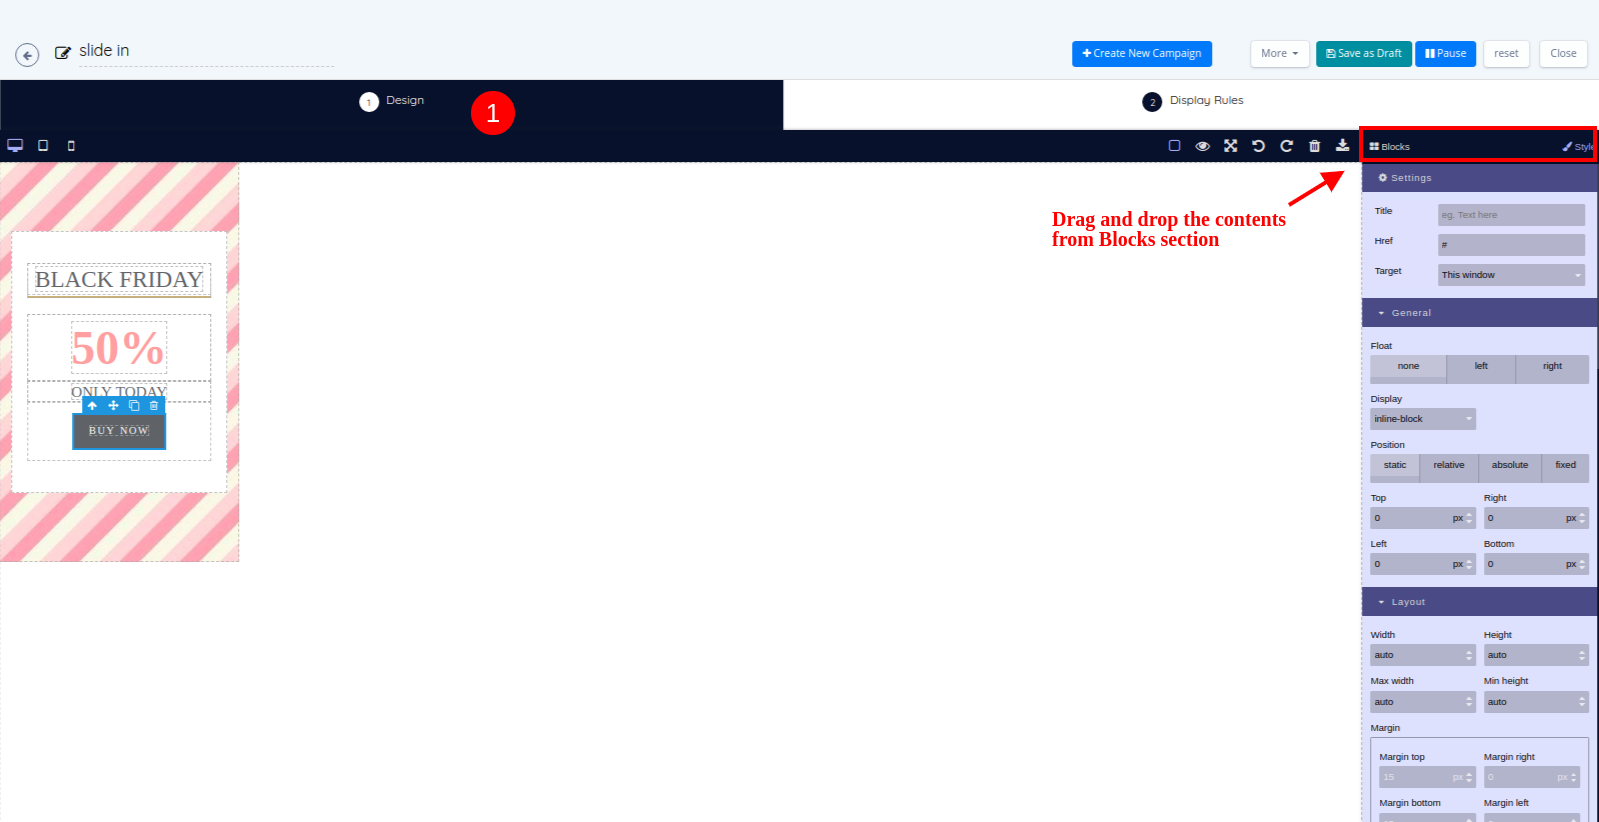 slide in
Create New Campaign
More
Save as Draft
Pause
reset
Close
1 Design
1
2 Display Rules
Blocks
Style
Settings
Title
eg. Text here
Href
#
Target
This window
Drag and drop the contents
from Blocks section
BLACK FRIDAY
50%
ONLY TODAY
BUY NOW
General
Float
none left right
Display
inline-block
Position
static relative absolute fixed
Top Right
0 px 0 px
Left Bottom
0 px 0 px
Layout
Width Height
auto auto
Max width Min height
auto auto
Margin
Margin top Margin right
15 px 0 px
Margin bottom Margin left